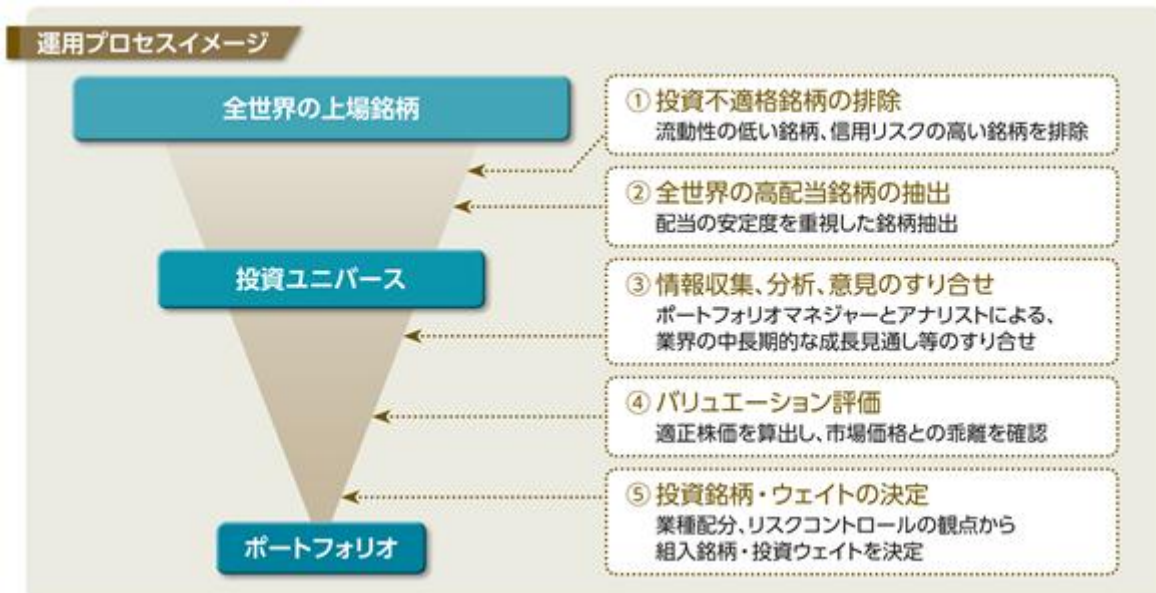 運用プロセスイメージ
全世界の上場銘柄
① 投資不適格銘柄の排除
流動性の低い銘柄、信用リスクの高い銘柄を排除
② 全世界の高配当銘柄の抽出
配当の安定度を重視した銘柄抽出
投資ユニバース
③ 情報収集、分析、意見のすり合せ
ポートフォリオマネジャーとアナリストによる、
業界の中長期的な成長見通し等のすり合せ
④ バリュエーション評価
適正株価を算出し、市場価格との乖離を確認
⑤ 投資銘柄・ウェイトの決定
業種配分、リスクコントロールの観点から
組入銘柄・投資ウェイトを決定
ポートフォリオ